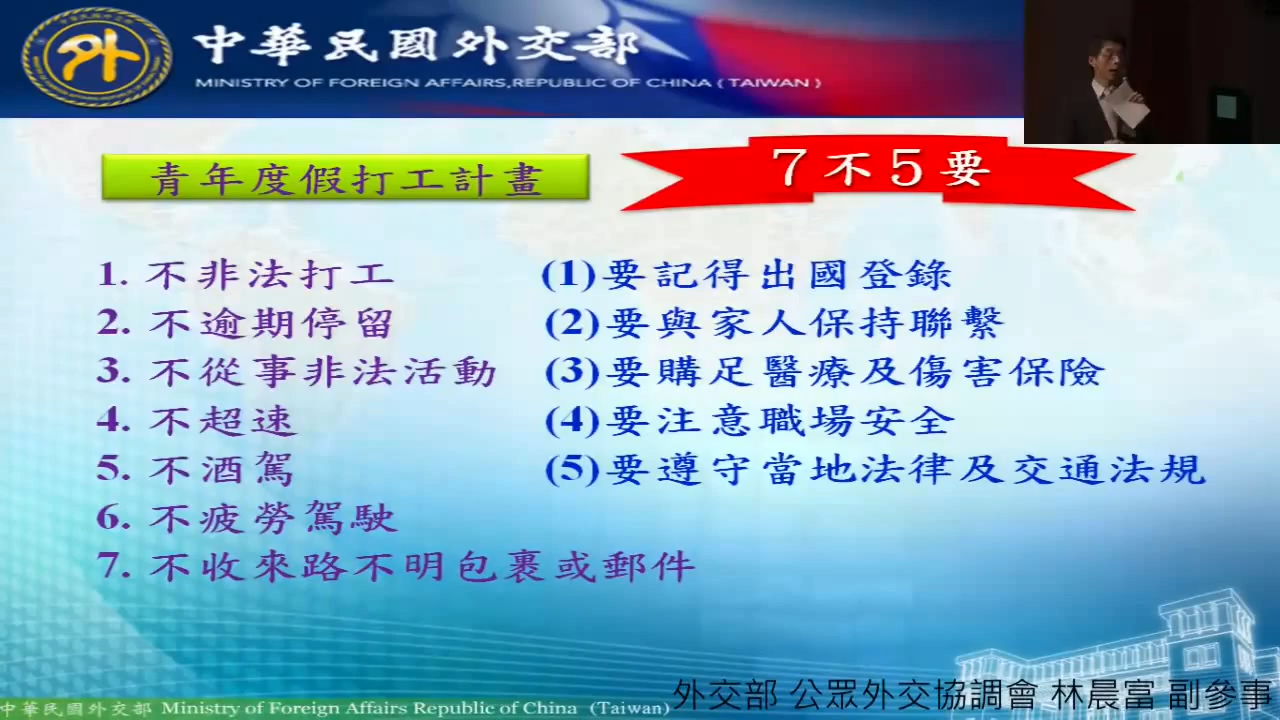 外
中華民國外交部
MINISTRY OF FOREIGN AFFAIRS,REPUBLIC OF CHINA ( TAIWAN )
青年度假打工計畫
7不5要
1. 不非法打工
2. 不逾期停留
3. 不從事非法活動
4. 不超速
5. 不酒駕
6. 不疲勞駕駛
7. 不收來路不明包裹或郵件
(1)要記得出國登錄
(2)要與家人保持聯繫
(3)要購足醫療及傷害保險
(4)要注意職場安全
(5)要遵守當地法律及交通法規
中華民國外交部 Ministry of Foreign Affairs Republic of China (Taiwan)
外交部 公眾外交協調會 林晨富 副參事